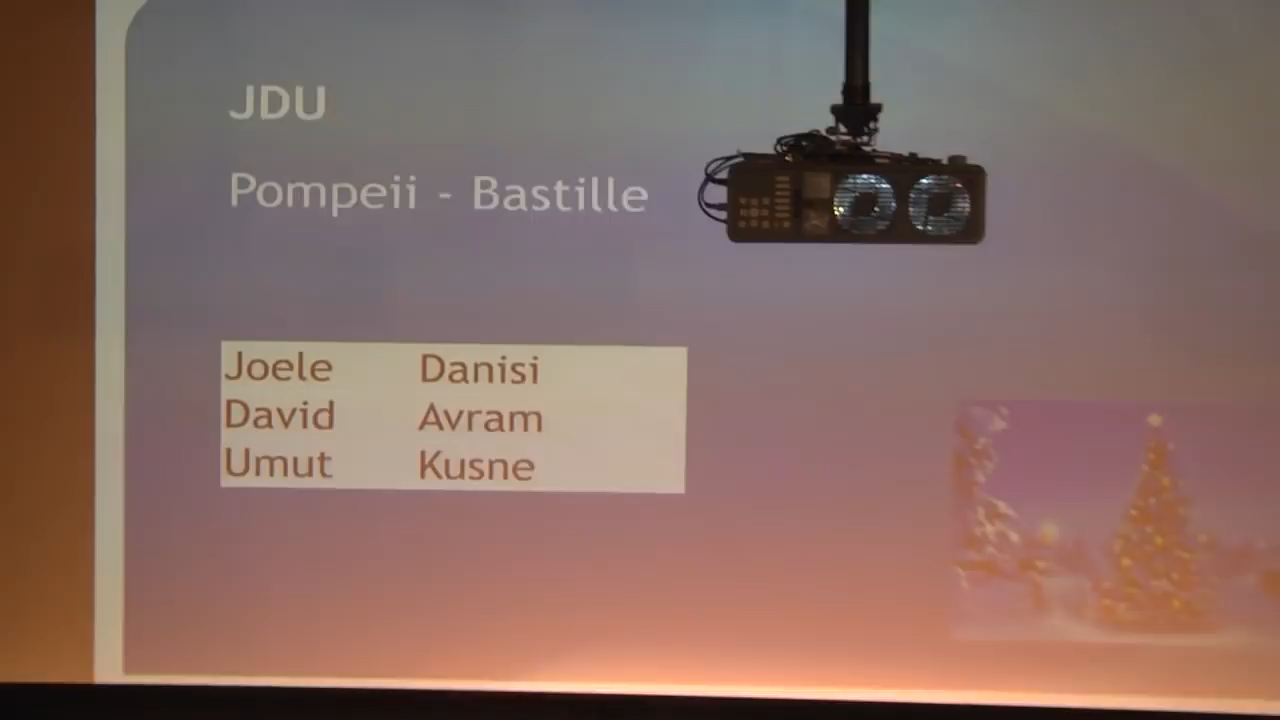 JDU
Pompeii - Bastille
Joele Danisi
David Avram
Umut Kusne